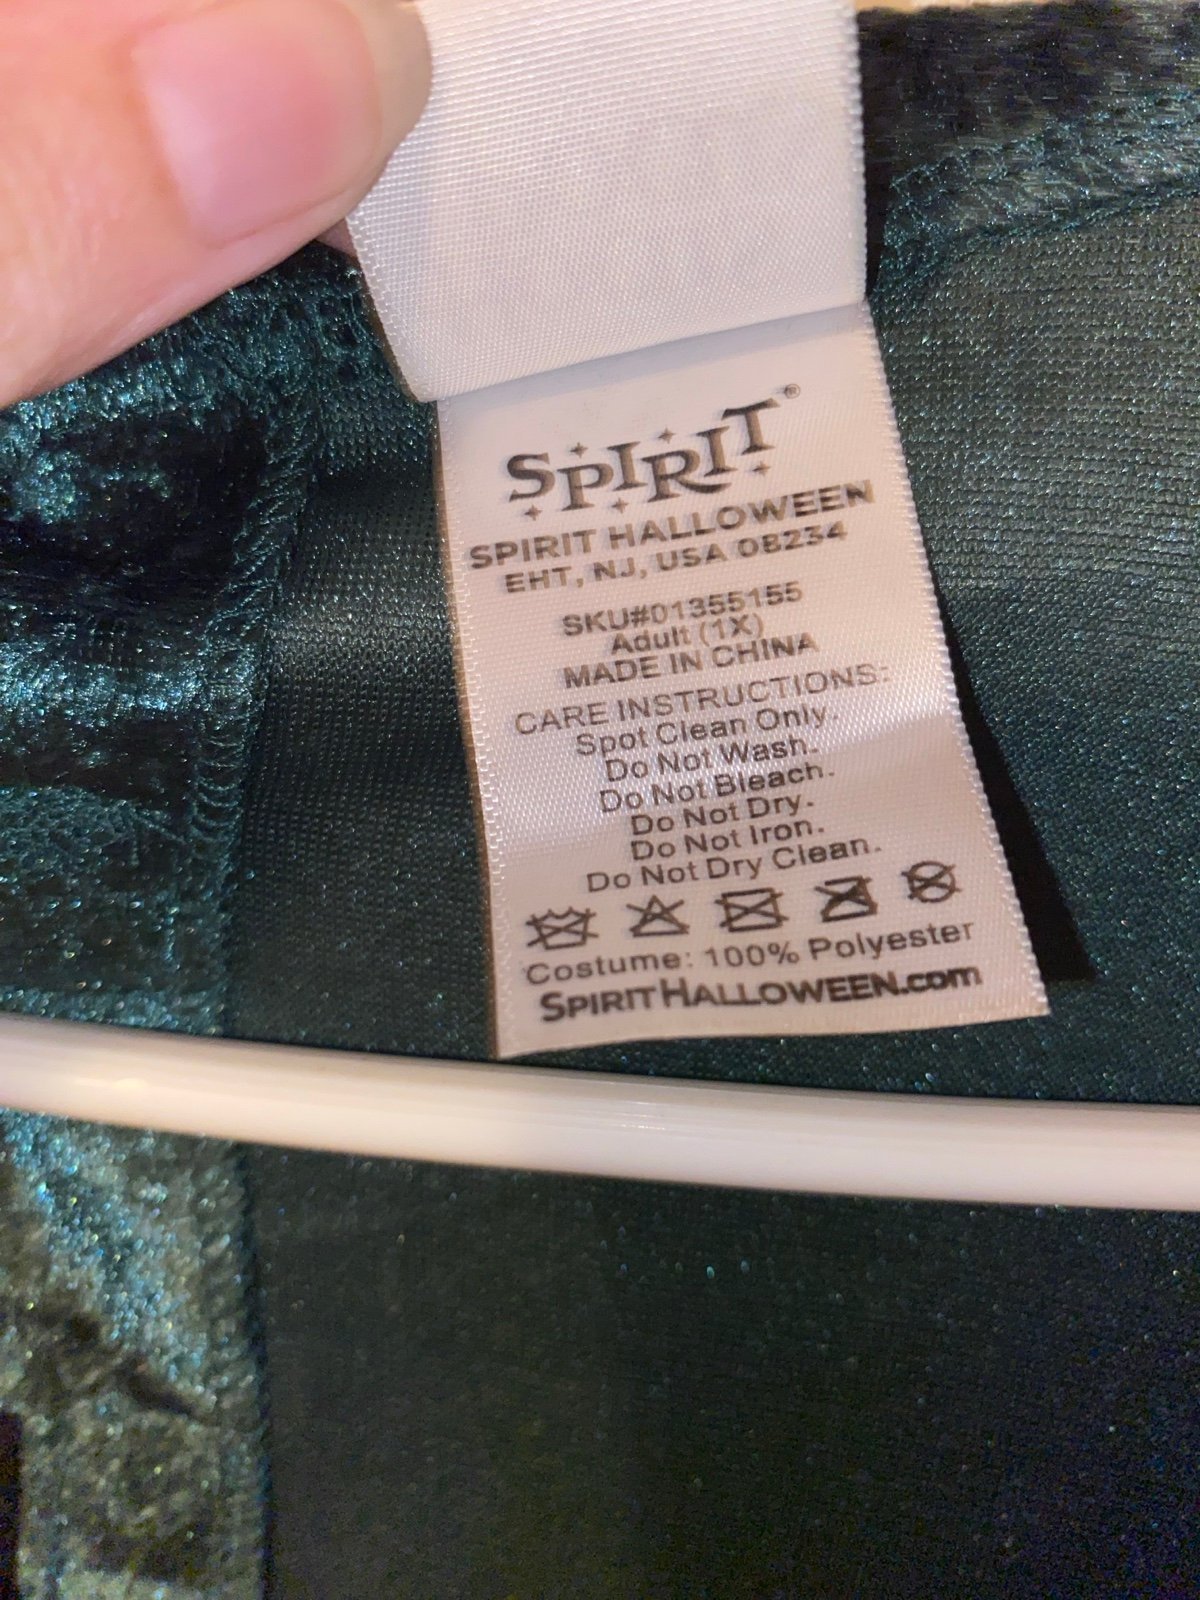 SPIRIT®
SPIRIT HALLOWEEN
EHT, NJ, USA 08234
SKU#01355155
Adult (1X)
MADE IN CHINA
CARE INSTRUCTIONS:
Spot Clean Only.
Do Not Wash.
Do Not Bleach.
Do Not Dry.
Do Not Iron.
Do Not Dry Clean.
Costume: 100% Polyester
SPIRITHALLOWEEN.com